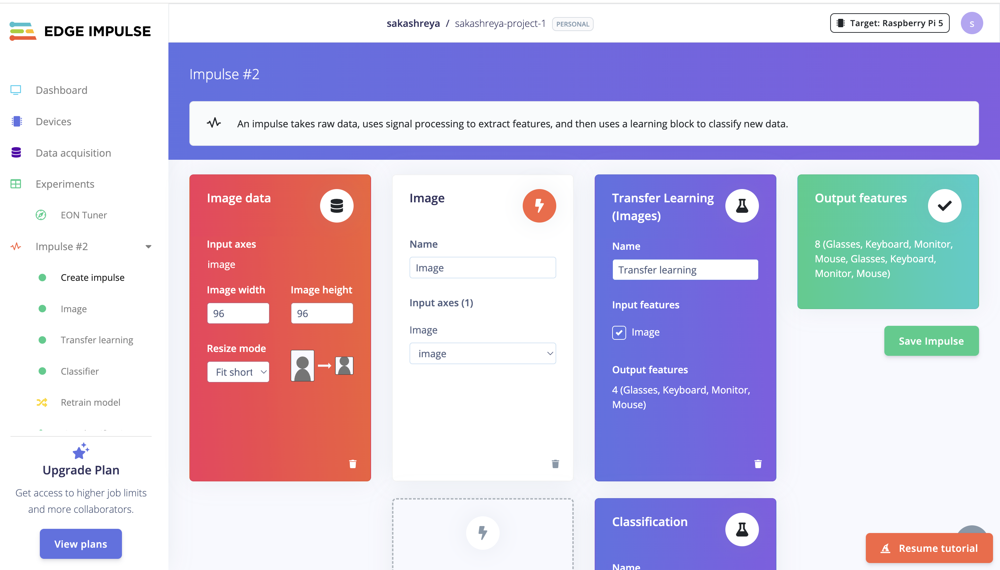 EDGE IMPULSE
sakashreya / sakashreya-project-1 PERSONAL
Target: Raspberry Pi 5
s
Dashboard
Devices
Data acquisition
Experiments
EON Tuner
Impulse #2
Create impulse
Image
Transfer learning
Classifier
Retrain model
Upgrade Plan
Get access to higher job limits
and more collaborators.
View plans
Impulse #2
An impulse takes raw data, uses signal processing to extract features, and then uses a learning block to classify new data.
Image data
Input axes
image
Image width
Image height
96
96
Resize mode
Fit short
Image
Name
Image
Input axes (1)
Image
image
Transfer Learning
(Images)
Name
Transfer learning
Input features
Image
Output features
4 (Glasses, Keyboard, Monitor,
Mouse)
Output features
8 (Glasses, Keyboard, Monitor,
Mouse, Glasses, Keyboard,
Monitor, Mouse)
Save Impulse
Classification
Name
Resume tutorial